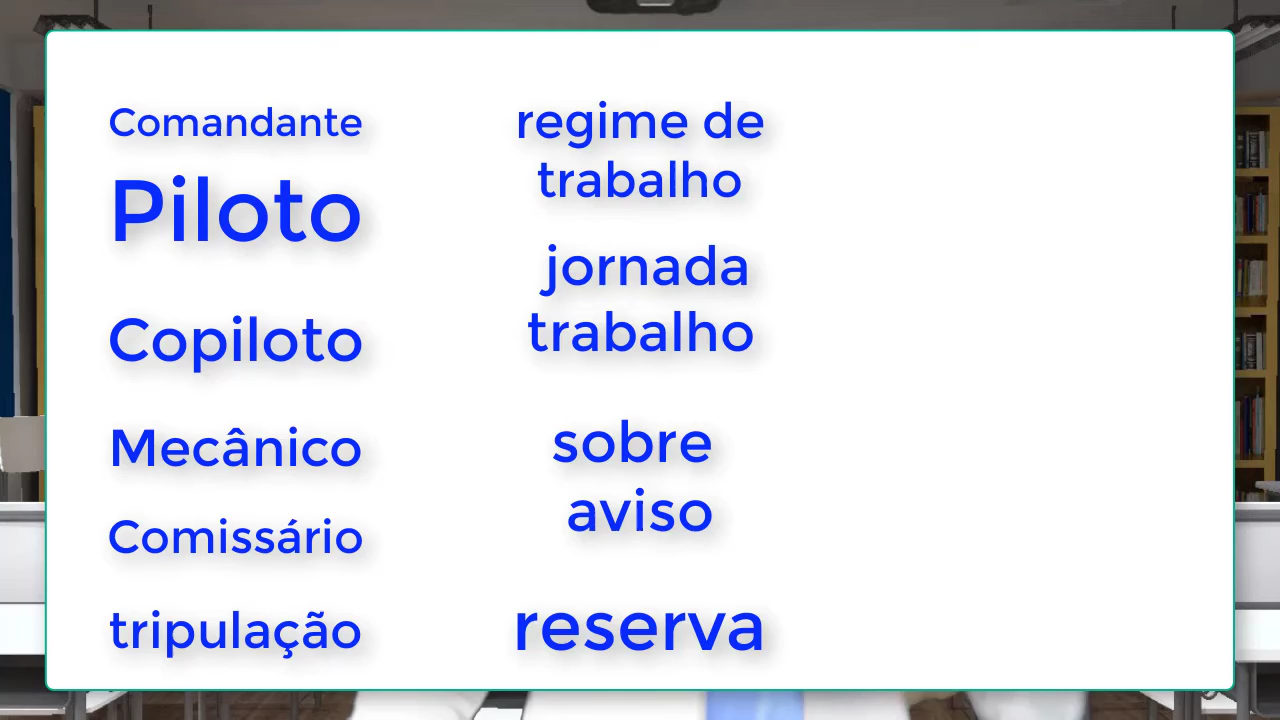 Comandante
Piloto
Copiloto
Mecânico
Comissário
tripulação
regime de
trabalho
jornada
trabalho
sobre
aviso
reserva